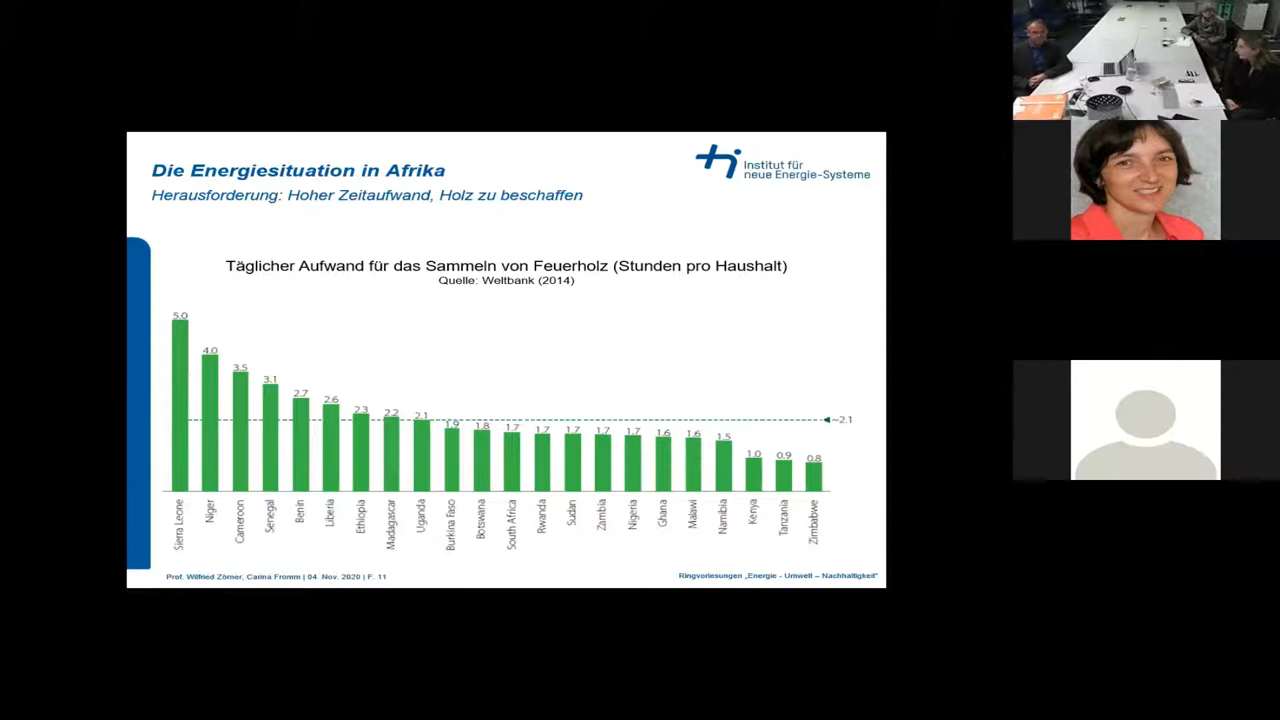 Die Energiesituation in Afrika
Herausforderung: Hoher Zeitaufwand, Holz zu beschaffen
Institut für
neue Energie-Systeme
Täglicher Aufwand für das Sammeln von Feuerholz (Stunden pro Haushalt)
Quelle: Weltbank (2014)
5.0
4.0
3.5
3.1
2.7
2.6
2.3
2.2
2.1
1.9
1.8
1.7
1.7
1.7
1.7
1.7
1.6
1.6
1.5
1.0
0.9
0.8
~2.1
Sierra Leone
Niger
Cameroon
Senegal
Benin
Liberia
Ethiopia
Madagascar
Uganda
Burkina Faso
Botswana
South Africa
Rwanda
Sudan
Zambia
Nigeria
Ghana
Malawi
Namibia
Kenya
Tanzania
Zimbabwe
Prof. Wilfried Zörner, Carina Fromm | 04. Nov. 2020 | F. 11
Ringvorlesungen „Energie - Umwelt – Nachhaltigkeit"